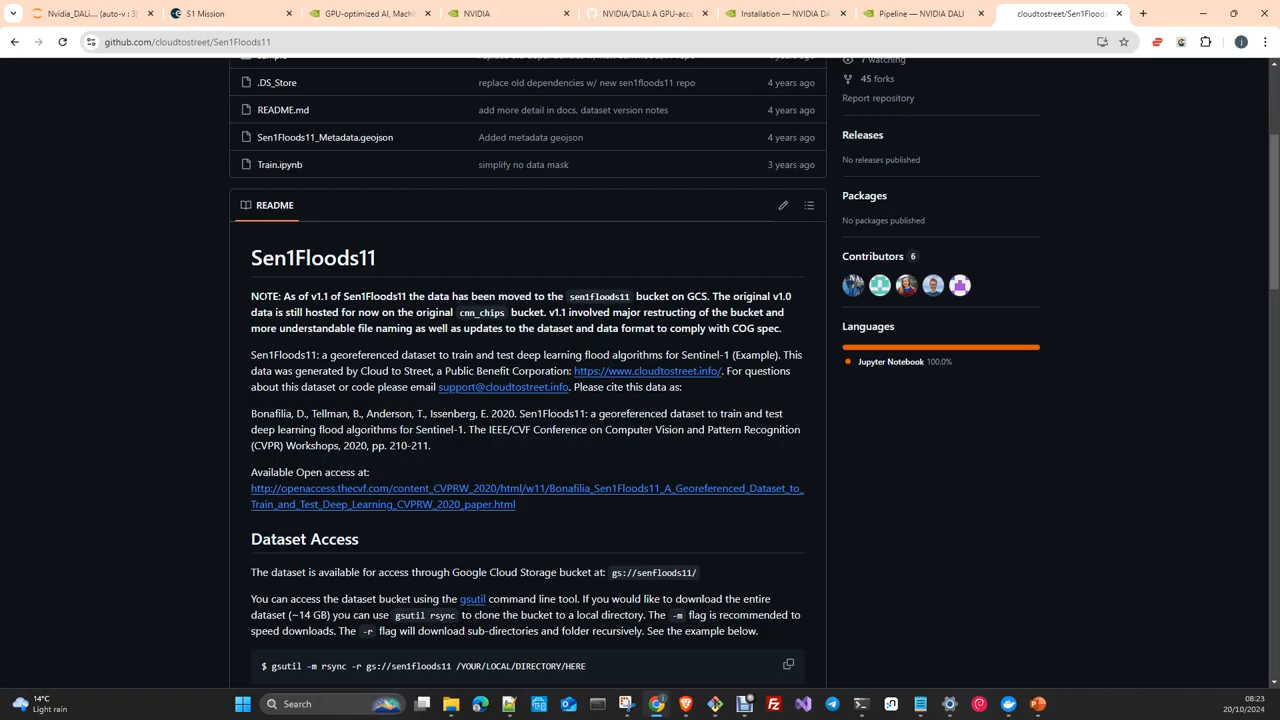 Nvidia_DALi... (auto-v : 3)
S1 Mission
GPU-optimized AI, Machi
NVIDIA
NVIDIA/DALI: A GPU-acce
Installation — NVIDIA DA
Pipeline — NVIDIA DALI
cloudtostreet/Sen1Floods
github.com/cloudtostreet/Sen1Floods11
4 years ago
7 watching
.DS_Store
replace old dependencies w/ new sen1floods11 repo
4 years ago
45 forks
README.md
add more detail in docs, dataset version notes
4 years ago
Report repository
Sen1Floods11_Metadata.geojson
Added metadata geojson
4 years ago
Releases
Train.ipynb
simplify no data mask
3 years ago
No releases published
Packages
README
No packages published
Sen1Floods11
Contributors 6
NOTE: As of v1.1 of Sen1Floods11 the data has been moved to the sen1floods11 bucket on GCS. The original v1.0
data is still hosted for now on the original cnn_chips bucket. v1.1 involved major restructing of the bucket and
more understandable file naming as well as updates to the dataset and data format to comply with COG spec.
Languages
Jupyter Notebook 100.0%
Sen1Floods11: a georeferenced dataset to train and test deep learning flood algorithms for Sentinel-1 (Example). This
data was generated by Cloud to Street, a Public Benefit Corporation: https://www.cloudtostreet.info/. For questions
about this dataset or code please email support@cloudtostreet.info. Please cite this data as:
Bonafilia, D., Tellman, B., Anderson, T., Issenberg, E. 2020. Sen1Floods11: a georeferenced dataset to train and test
deep learning flood algorithms for Sentinel-1. The IEEE/CVF Conference on Computer Vision and Pattern Recognition
(CVPR) Workshops, 2020, pp. 210-211.
Available Open access at:
http://openaccess.thecvf.com/content_CVPRW_2020/html/w11/Bonafilia_Sen1Floods11_A_Georeferenced_Dataset_to_
Train_and_Test_Deep_Learning_CVPRW_2020_paper.html
Dataset Access
The dataset is available for access through Google Cloud Storage bucket at: gs://senfloods11/
You can access the dataset bucket using the gsutil command line tool. If you would like to download the entire
dataset (~14 GB) you can use gsutil rsync to clone the bucket to a local directory. The -m flag is recommended to
speed downloads. The -r flag will download sub-directories and folder recursively. See the example below.
$ gsutil -m rsync -r gs://sen1floods11 /YOUR/LOCAL/DIRECTORY/HERE
14°C
Light rain
Search
08:23
20/10/2024